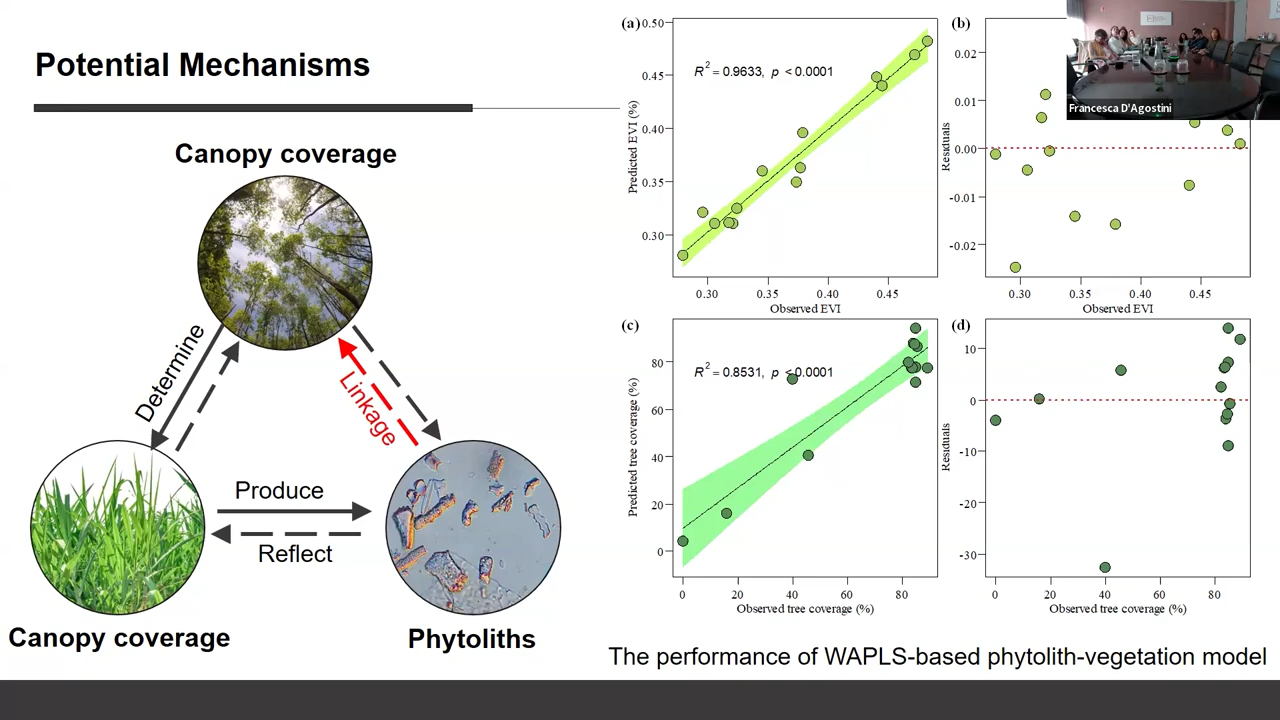 Potential Mechanisms
Canopy coverage
Determine
Linkage
Produce
Reflect
Canopy coverage
Phytoliths
(a)
R² = 0.9633, p < 0.0001
Predicted EVI (%)
0.50
0.45
0.40
0.35
0.30
0.30 0.35 0.40 0.45
Observed EVI
(b)
Residuals
0.02
0.01
0.00
-0.01
-0.02
0.30 0.35 0.40 0.45
Observed EVI
Francesca D'Agostini
(c)
R² = 0.8531, p < 0.0001
Predicted tree coverage (%)
80
60
40
20
0
0 20 40 60 80
Observed tree coverage (%)
(d)
Residuals
10
0
-10
-20
-30
0 20 40 60 80
Observed tree coverage (%)
The performance of WAPLS-based phytolith-vegetation model